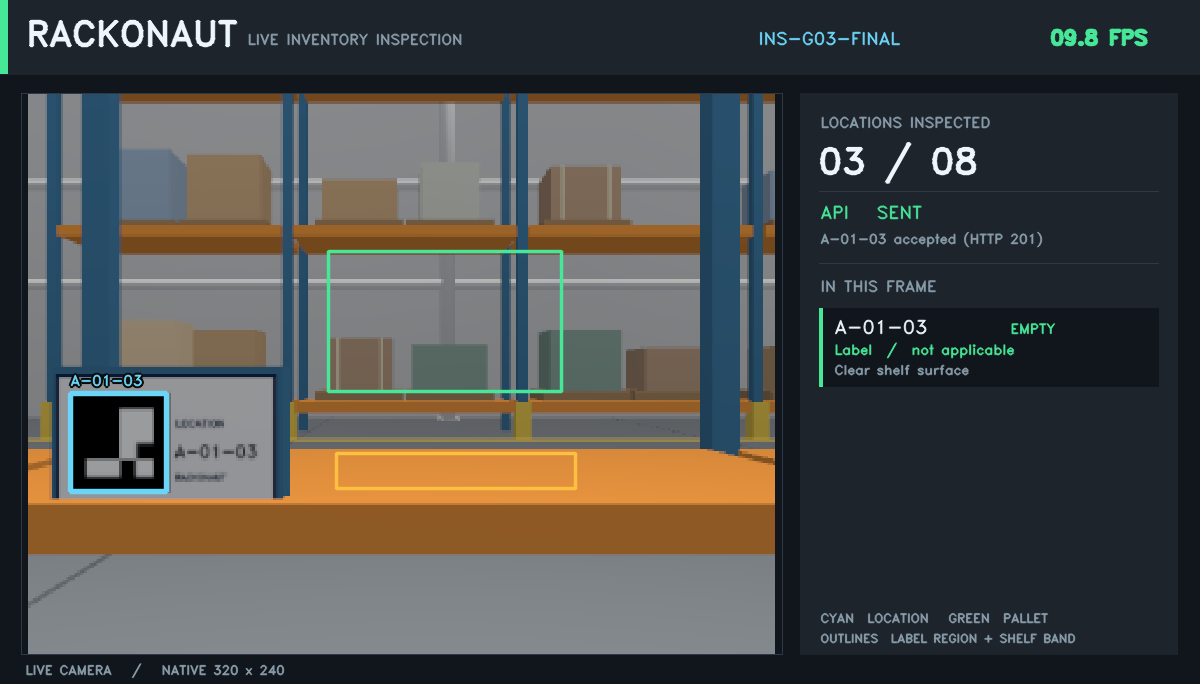 RACKONAUT LIVE INVENTORY INSPECTION INS-G03-FINAL 09.8 FPS
A-01-03
LOCATION
A-01-03
RACKONAUT
LOCATIONS INSPECTED
03 / 08
API SENT
A-01-03 accepted (HTTP 201)
IN THIS FRAME
A-01-03 EMPTY
Label / not applicable
Clear shelf surface
CYAN LOCATION GREEN PALLET
OUTLINES LABEL REGION + SHELF BAND
LIVE CAMERA / NATIVE 320 x 240